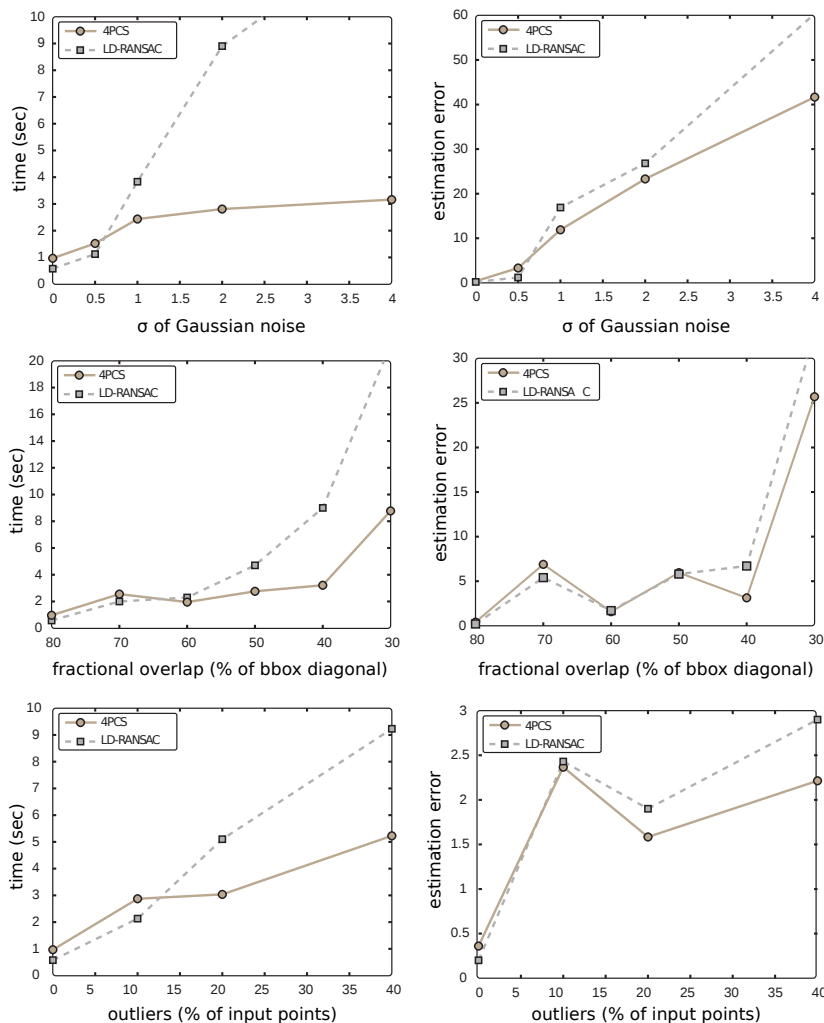 10
9
8
7
6
5
4
3
2
1
0
time (sec)
4PCS
LD-RANSAC
0 0.5 1 1.5 2 2.5 3 3.5 4
σ of Gaussian noise
60
50
40
30
20
10
0
estimation error
4PCS
LD-RANSAC
0 0.5 1 1.5 2 2.5 3 3.5 4
σ of Gaussian noise
20
18
16
14
12
10
8
6
4
2
0
time (sec)
4PCS
LD-RANSAC
80 70 60 50 40 30
fractional overlap (% of bbox diagonal)
30
25
20
15
10
5
0
estimation error
4PCS
LD-RANSA C
80 70 60 50 40 30
fractional overlap (% of bbox diagonal)
10
9
8
7
6
5
4
3
2
1
0
time (sec)
4PCS
LD-RANSAC
0 5 10 15 20 25 30 35 40
outliers (% of input points)
3
2.5
2
1.5
1
0.5
0
estimation error
4PCS
LD-RANSAC
0 5 10 15 20 25 30 35 40
outliers (% of input points)